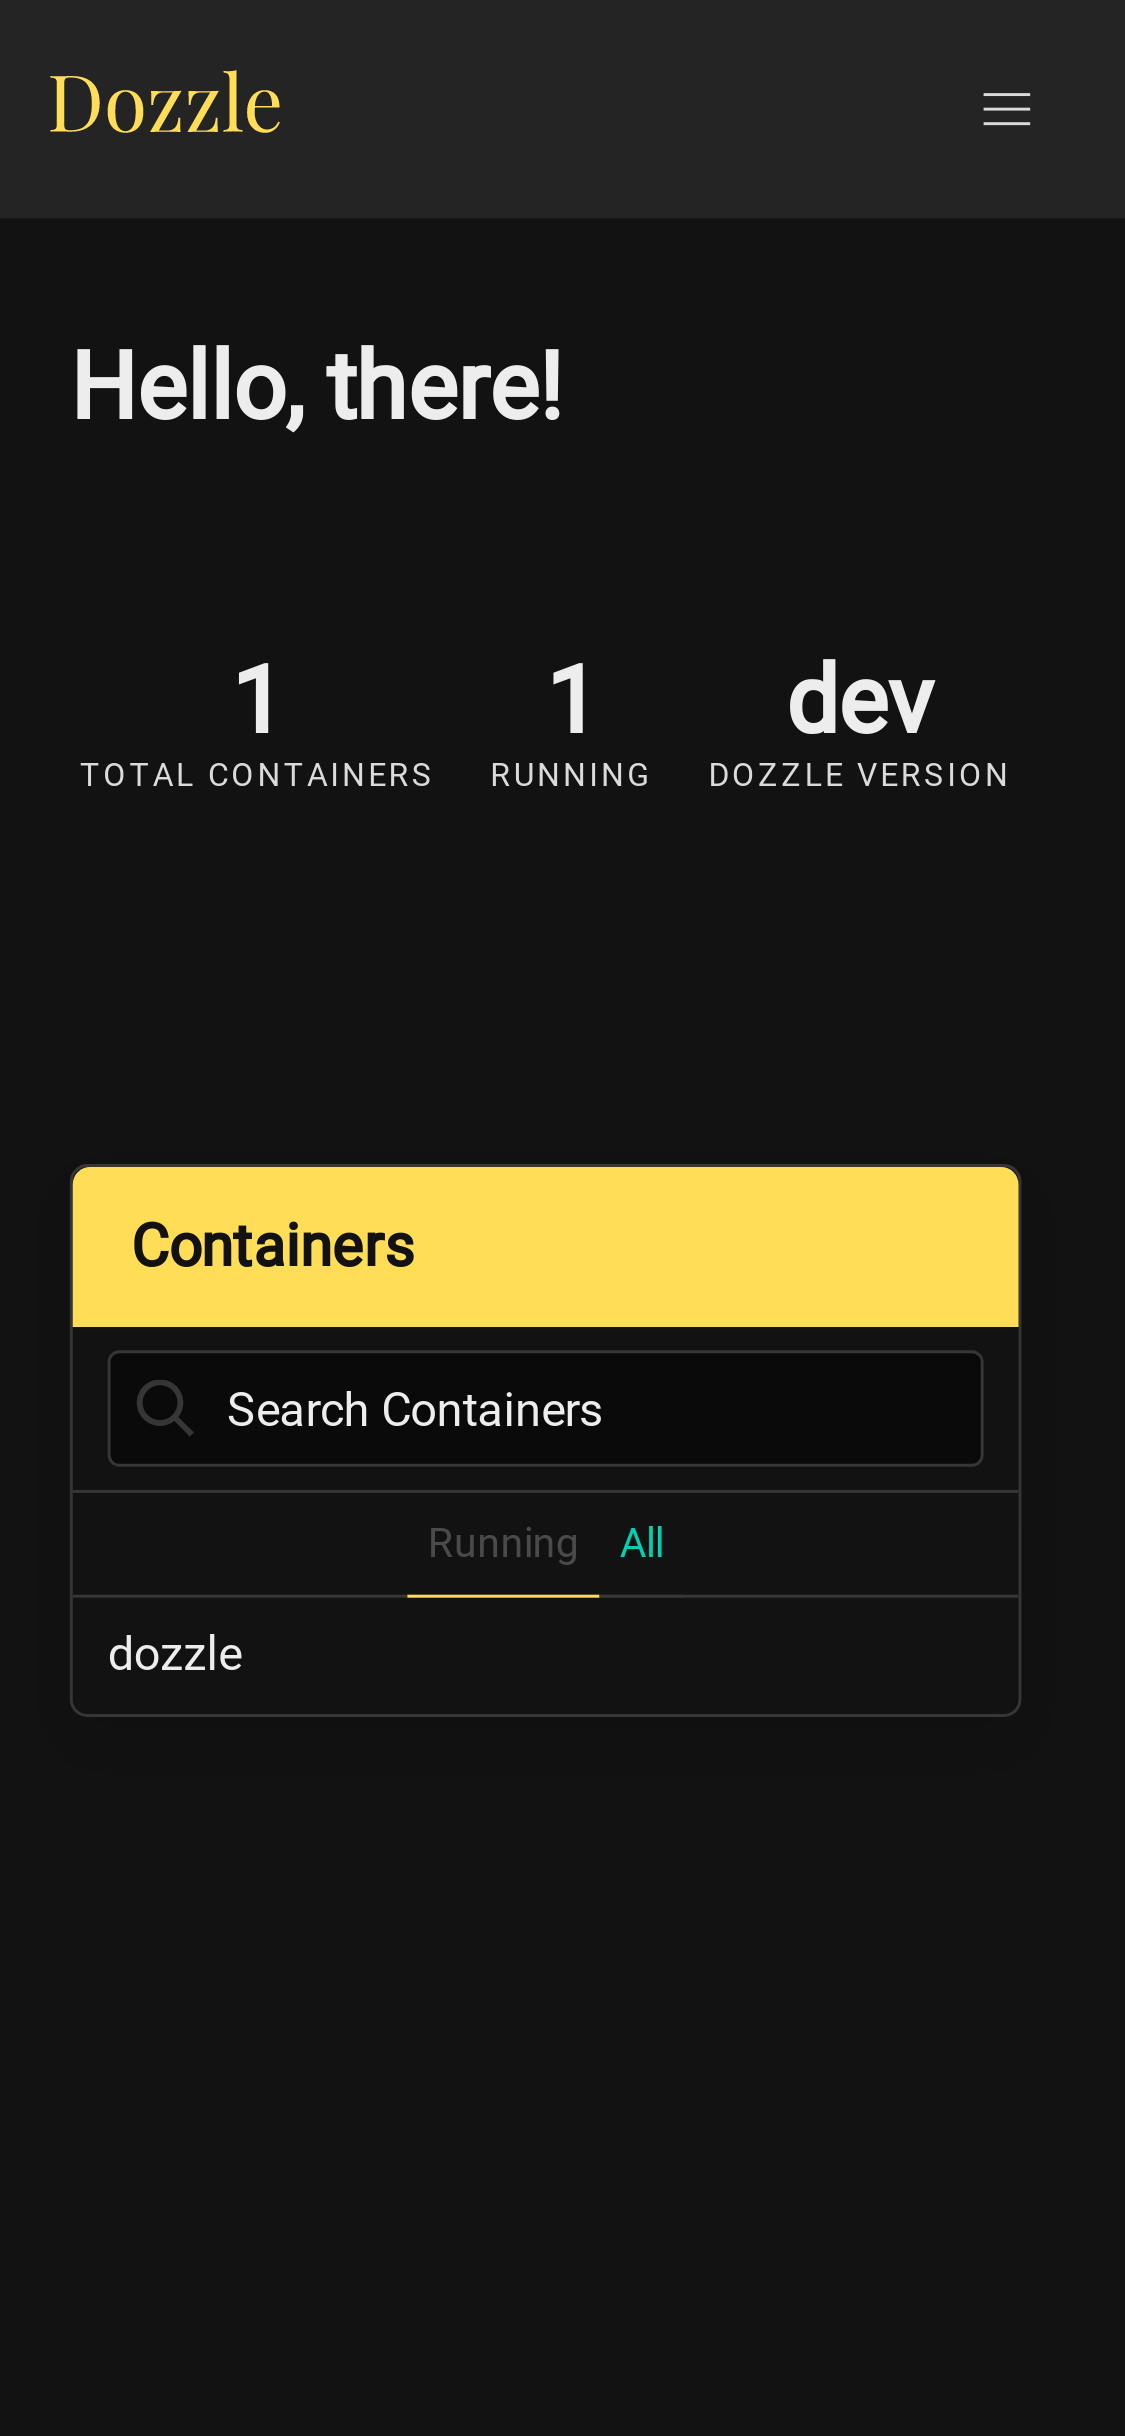 Dozzle
Hello, there!
1 1 dev
TOTAL CONTAINERS RUNNING DOZZLE VERSION
Containers
Search Containers
Running All
dozzle